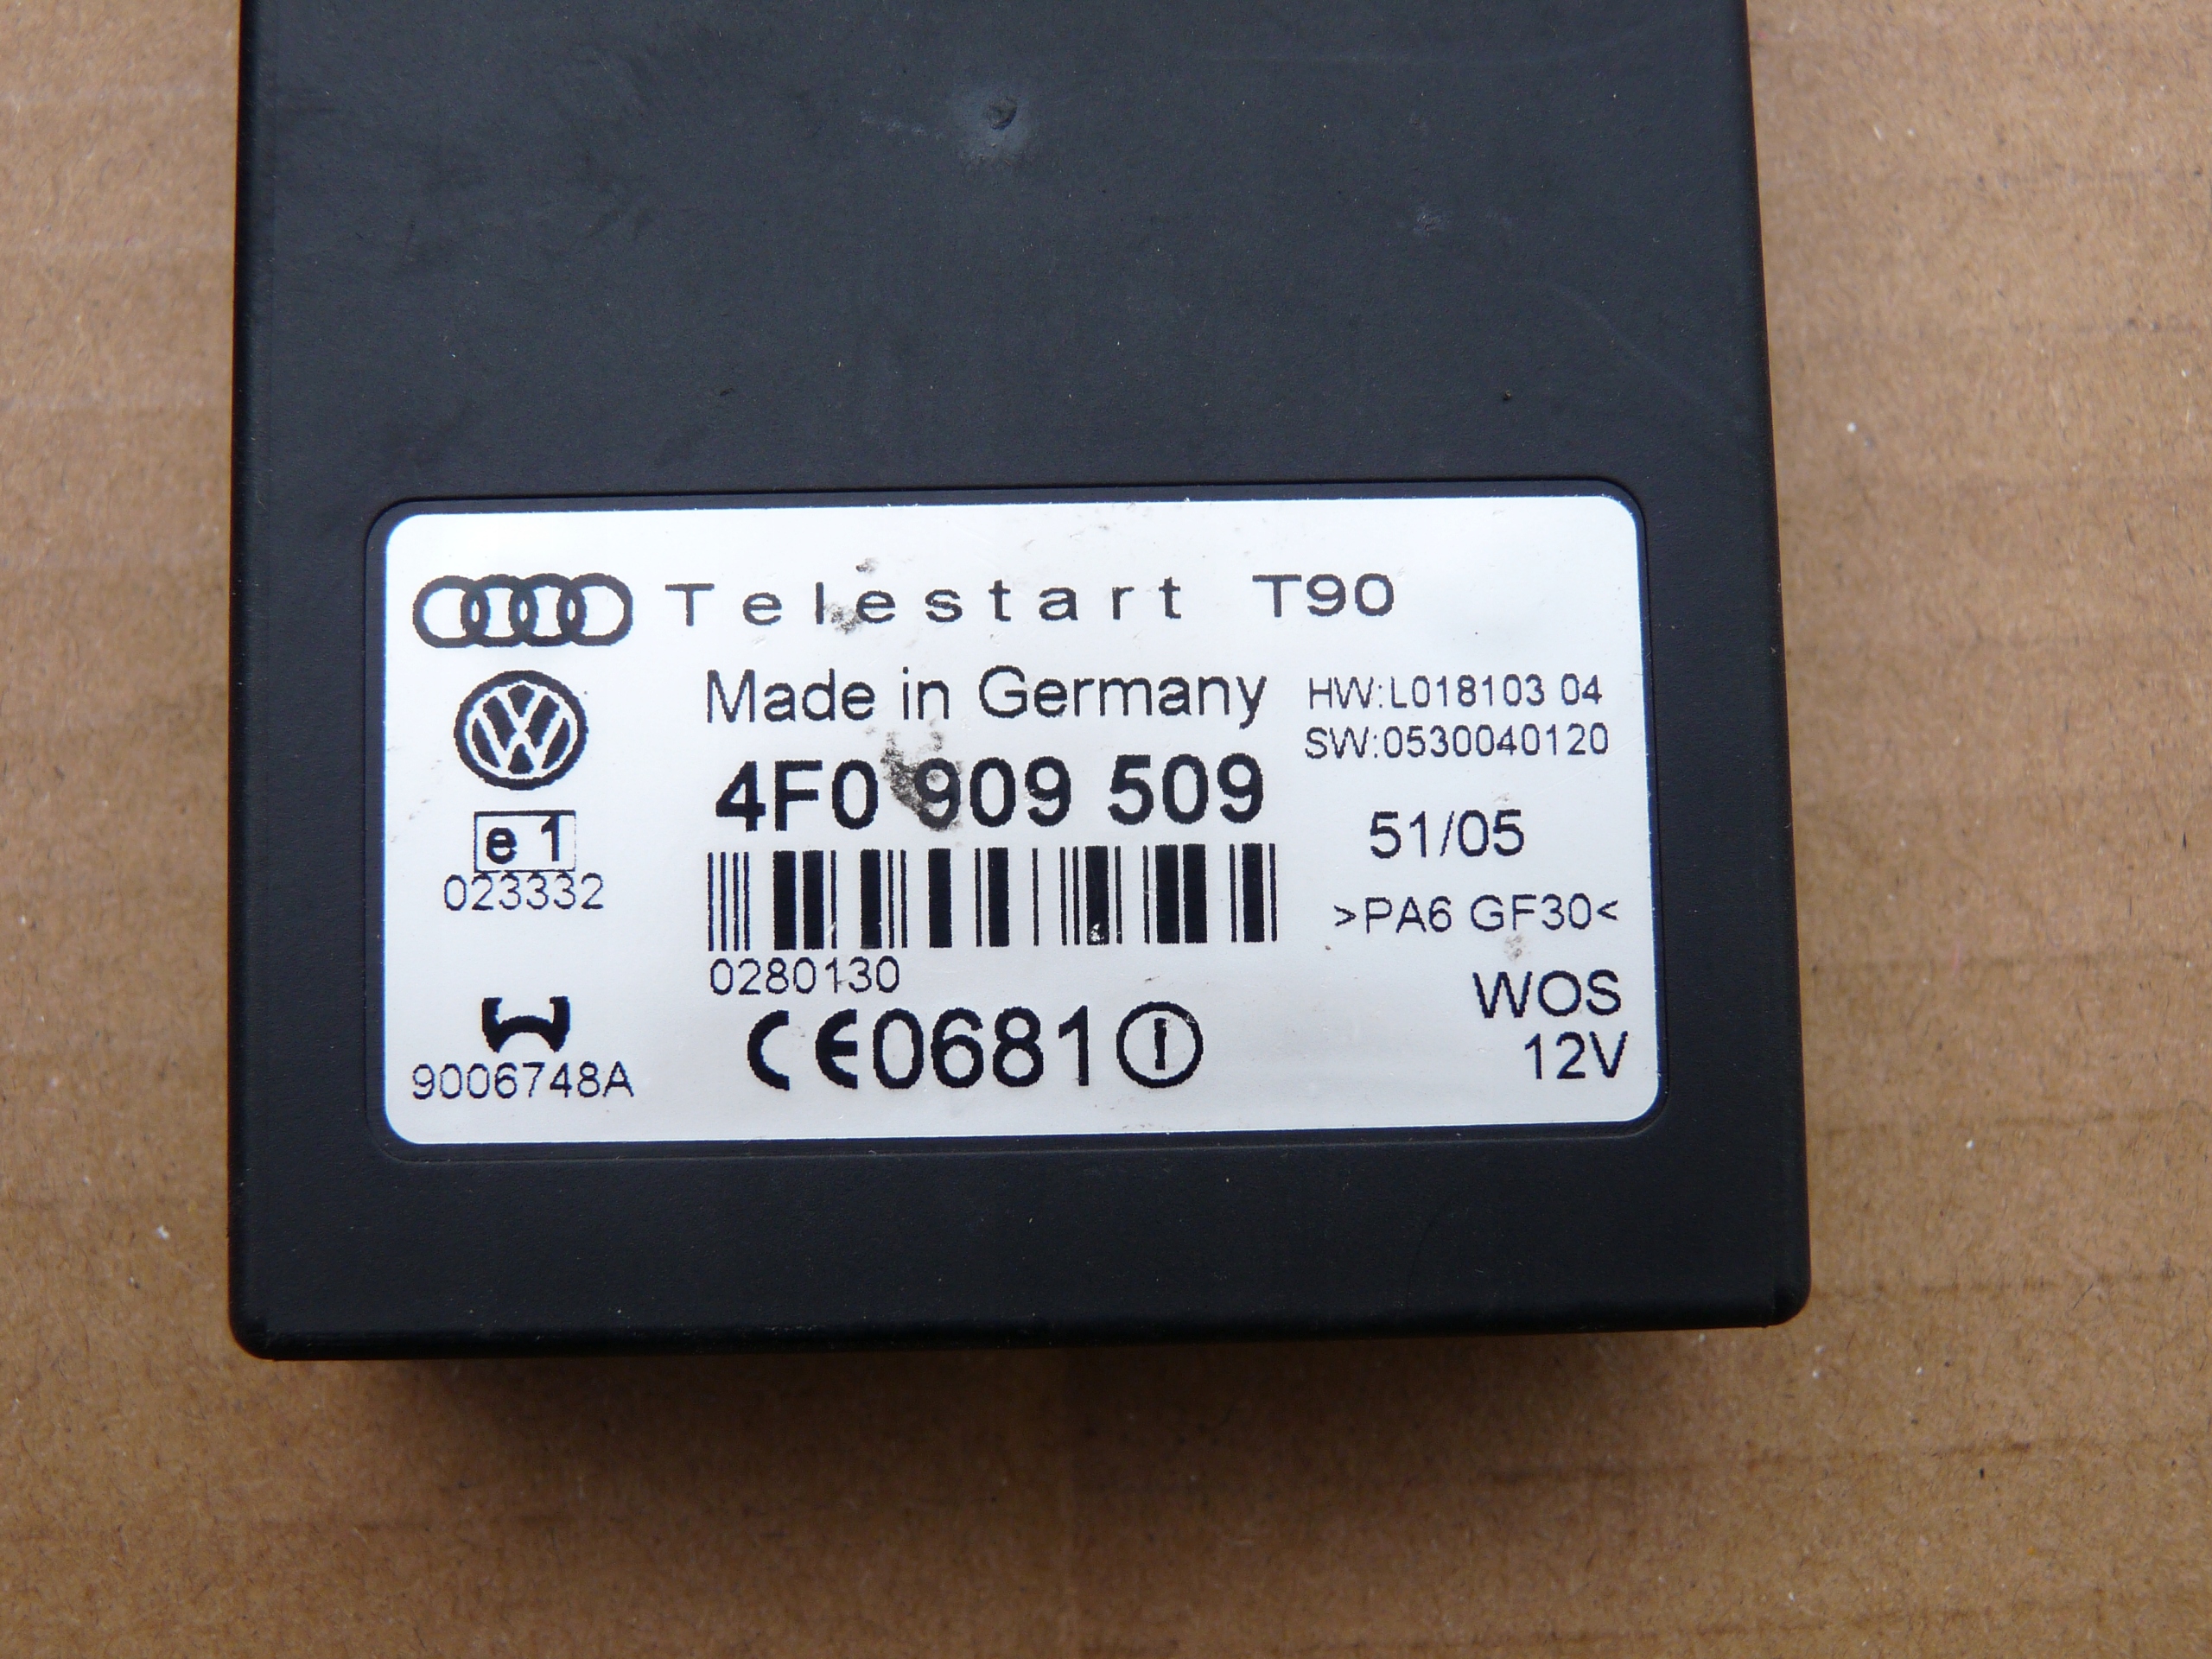 Telestart T90
Made in Germany
HW:L018103 04
SW:0530040120
4F0 909 509
e1
023332
51/05
>PA6 GF30<
0280130
WOS
12V
CE0681
9006748A